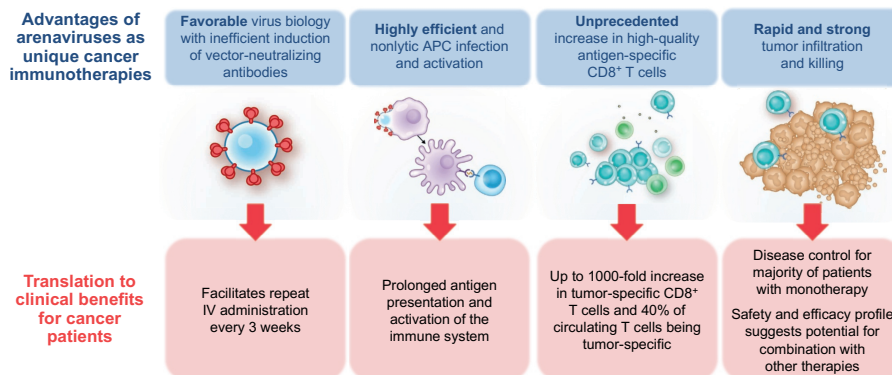 Advantages of
arenaviruses as
unique cancer
immunotherapies
Favorable virus biology
with inefficient induction
of vector-neutralizing
antibodies
Highly efficient and
nonlytic APC infection
and activation
Unprecedented
increase in high-quality
antigen-specific
CD8⁺ T cells
Rapid and strong
tumor infiltration
and killing
Translation to
clinical benefits
for cancer
patients
Facilitates repeat
IV administration
every 3 weeks
Prolonged antigen
presentation and
activation of the
immune system
Up to 1000-fold increase
in tumor-specific CD8⁺
T cells and 40% of
circulating T cells being
tumor-specific
Disease control for
majority of patients
with monotherapy
Safety and efficacy profile
suggests potential for
combination with
other therapies